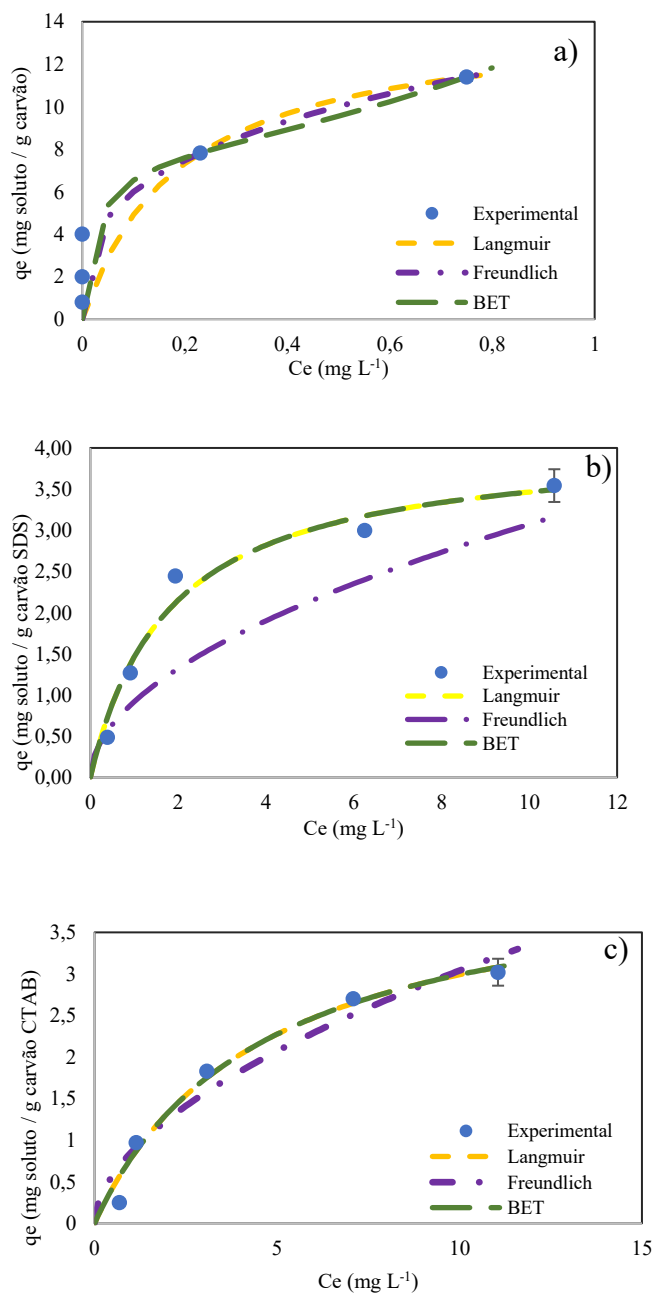 a)
14
12
10
8
6
4
2
0
qe (mg soluto / g carvão)
Experimental
Langmuir
Freundlich
BET
0 0,2 0,4 0,6 0,8 1
Ce (mg L-1)
b)
4,00
3,50
3,00
2,50
2,00
1,50
1,00
0,50
0,00
qe (mg soluto / g carvão SDS)
Experimental
Langmuir
Freundlich
BET
0 2 4 6 8 10 12
Ce (mg L-1)
c)
3,5
3
2,5
2
1,5
1
0,5
0
qe (mg soluto / g carvão CTAB)
Experimental
Langmuir
Freundlich
BET
0 5 10 15
Ce (mg L-1)